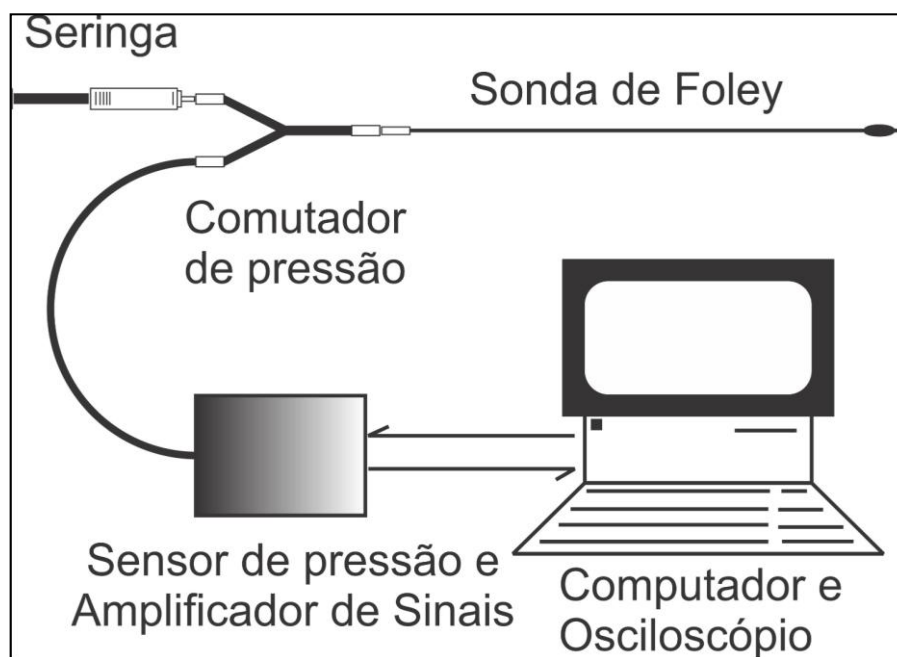 Seringa
Sonda de Foley
Comutador
de pressão
Sensor de pressão e
Amplificador de Sinais
Computador e
Osciloscópio